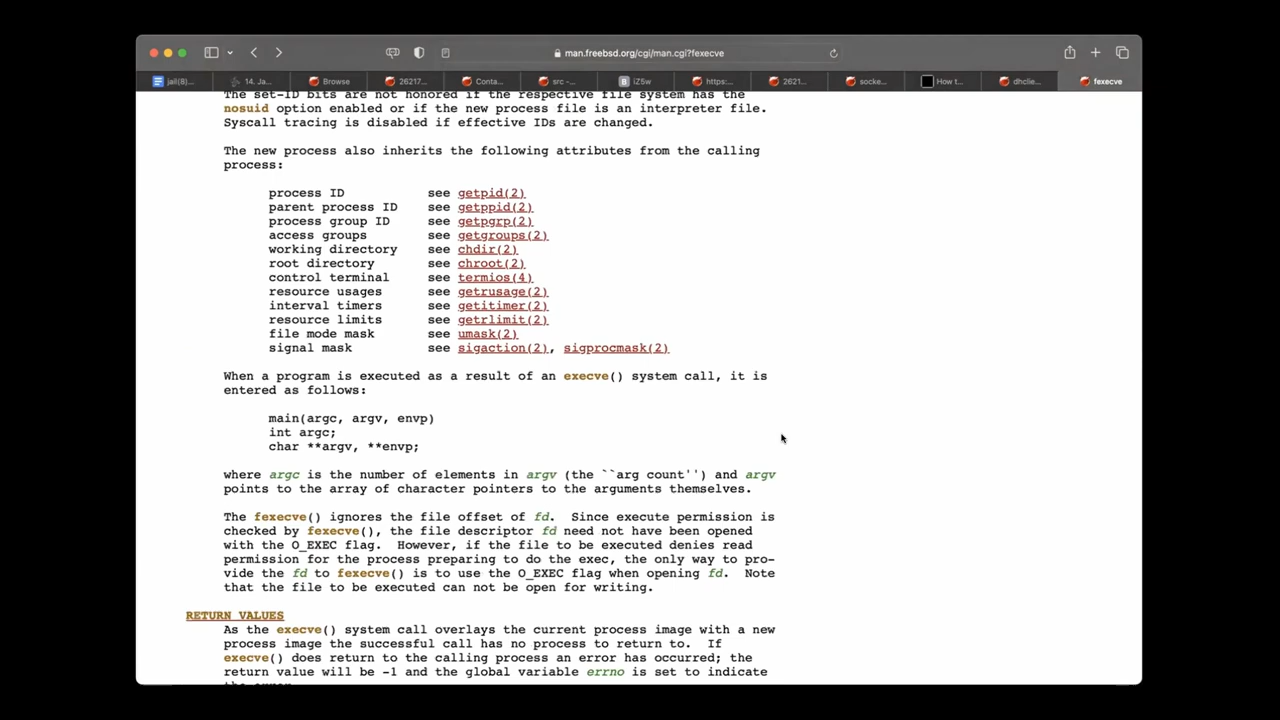 man.freebsd.org/cgi/man.cgi?fexecve
jail(8)...
14. Ja...
Browse
26217...
Conta...
src -...
iZ5w
https:...
2621...
socke...
How t...
dhclie...
fexecve
The set-ID bits are not honored if the respective file system has the
nosuid option enabled or if the new process file is an interpreter file.
Syscall tracing is disabled if effective IDs are changed.
The new process also inherits the following attributes from the calling
process:
process ID see getpid(2)
parent process ID see getppid(2)
process group ID see getpgrp(2)
access groups see getgroups(2)
working directory see chdir(2)
root directory see chroot(2)
control terminal see termios(4)
resource usages see getrusage(2)
interval timers see getitimer(2)
resource limits see getrlimit(2)
file mode mask see umask(2)
signal mask see sigaction(2), sigprocmask(2)
When a program is executed as a result of an execve() system call, it is
entered as follows:
main(argc, argv, envp)
int argc;
char **argv, **envp;
where argc is the number of elements in argv (the ``arg count'') and argv
points to the array of character pointers to the arguments themselves.
The fexecve() ignores the file offset of fd. Since execute permission is
checked by fexecve(), the file descriptor fd need not have been opened
with the O_EXEC flag. However, if the file to be executed denies read
permission for the process preparing to do the exec, the only way to pro-
vide the fd to fexecve() is to use the O_EXEC flag when opening fd. Note
that the file to be executed can not be open for writing.
RETURN VALUES
As the execve() system call overlays the current process image with a new
process image the successful call has no process to return to. If
execve() does return to the calling process an error has occurred; the
return value will be -1 and the global variable errno is set to indicate